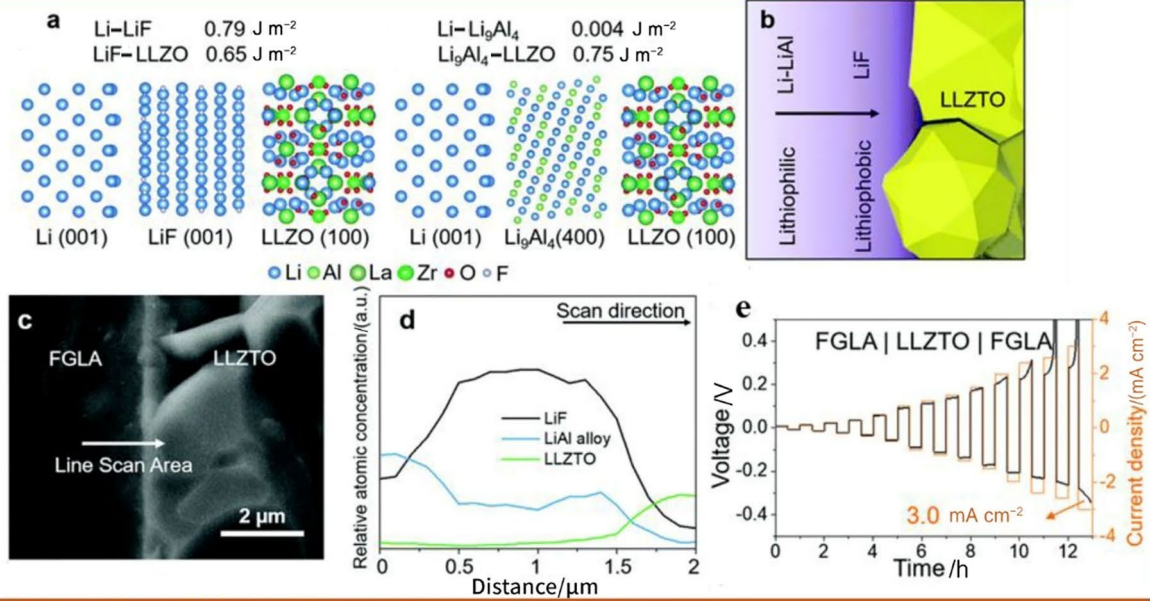 a
Li–LiF 0.79 J m⁻²
LiF–LLZO 0.65 J m⁻²
Li–Li₉Al₄ 0.004 J m⁻²
Li₉Al₄–LLZO 0.75 J m⁻²
Li (001) LiF (001) LLZO (100) Li (001) Li₉Al₄(400) LLZO (100)
Li Al La Zr O F
b
Li-LiAl
LiF
LLZTO
Lithiophilic
Lithiophobic
c
FGLA LLZTO
Line Scan Area
2 μm
d
Scan direction
Relative atomic concentration/(a.u.)
LiF
LiAl alloy
LLZTO
0 0.5 1 1.5 2
Distance/μm
e
FGLA | LLZTO | FGLA
Voltage/V
0.4
0.2
0.0
-0.2
-0.4
4
2
0
-2
-4
Current density/(mA cm⁻²)
3.0 mA cm⁻²
0 2 4 6 8 10 12
Time/h